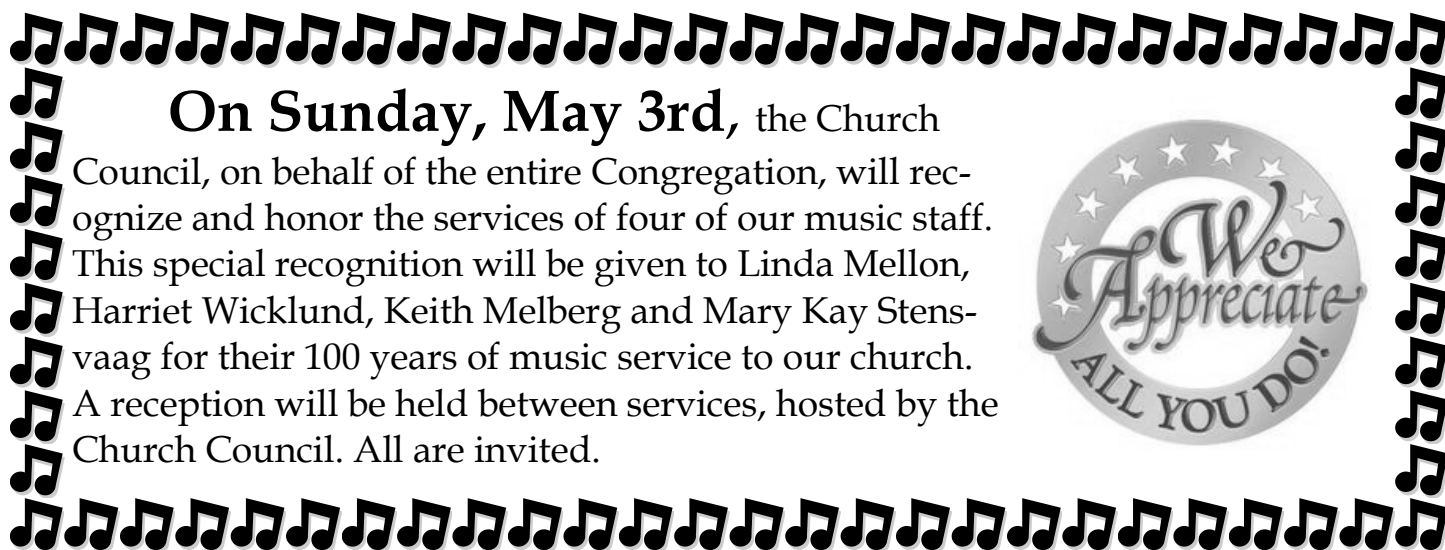 On Sunday, May 3rd, the Church
Council, on behalf of the entire Congregation, will rec-
ognize and honor the services of four of our music staff.
This special recognition will be given to Linda Mellon,
Harriet Wicklund, Keith Melberg and Mary Kay Stens-
vaag for their 100 years of music service to our church.
A reception will be held between services, hosted by the
Church Council. All are invited.
We
Appreciate
ALL YOU DO!